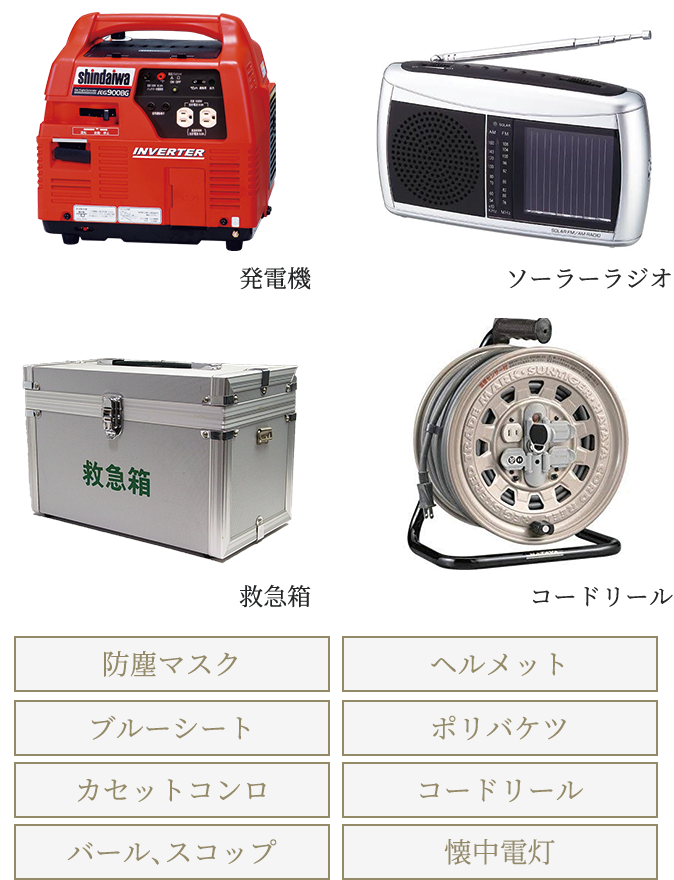 shindaiwa
iEG900BG
INVERTER
発電機
SOLAR
AM FM
SOLAR FM/AM RADIO
ソーラーラジオ
救急箱
救急箱
TRADE MARK・SUNTIGER・HATAYA
コードリール
防塵マスク
ヘルメット
ブルーシート
ポリバケツ
カセットコンロ
コードリール
バール、スコップ
懐中電灯